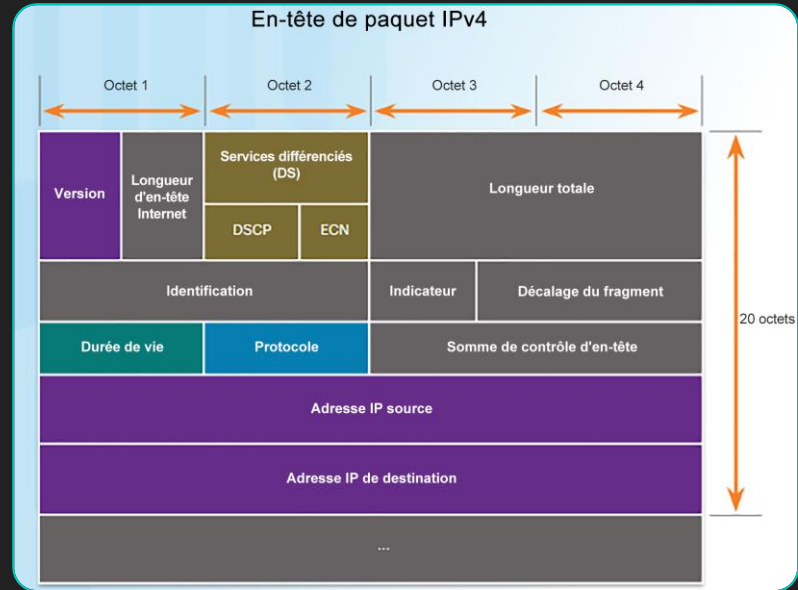 En-tête de paquet IPv4
Octet 1
Octet 2
Octet 3
Octet 4
Version
Longueur
d'en-tête
Internet
Services différenciés
(DS)
DSCP
ECN
Longueur totale
Identification
Indicateur
Décalage du fragment
20 octets
Durée de vie
Protocole
Somme de contrôle d'en-tête
Adresse IP source
Adresse IP de destination
...